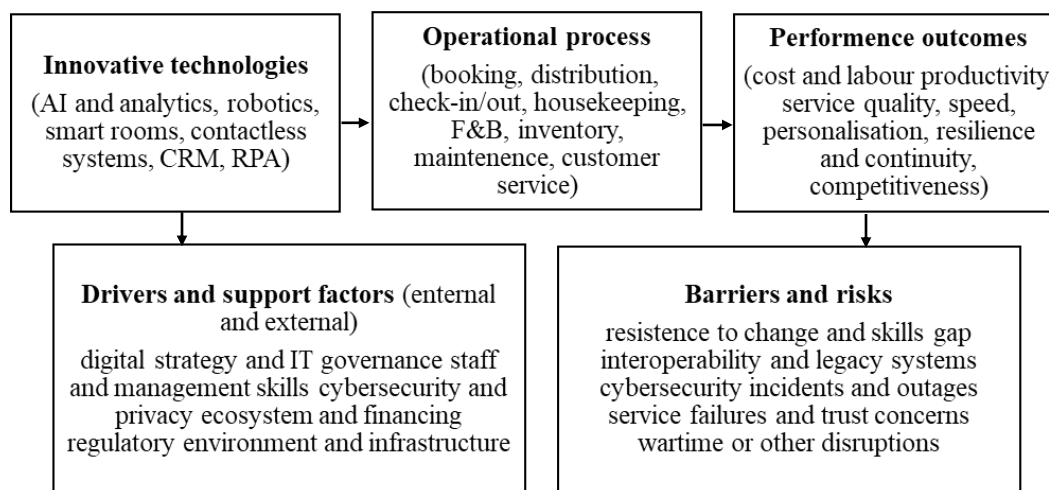 Innovative technologies
(AI and analytics, robotics,
smart rooms, contactless
systems, CRM, RPA)
Operational process
(booking, distribution,
check-in/out, housekeeping,
F&B, inventory,
maintenence, customer
service)
Performence outcomes
(cost and labour productivity
service quality, speed,
personalisation, resilience
and continuity,
competitiveness)
Drivers and support factors (enternal
and external)
digital strategy and IT governance staff
and management skills cybersecurity and
privacy ecosystem and financing
regulatory environment and infrastructure
Barriers and risks
resistence to change and skills gap
interoperability and legacy systems
cybersecurity incidents and outages
service failures and trust concerns
wartime or other disruptions